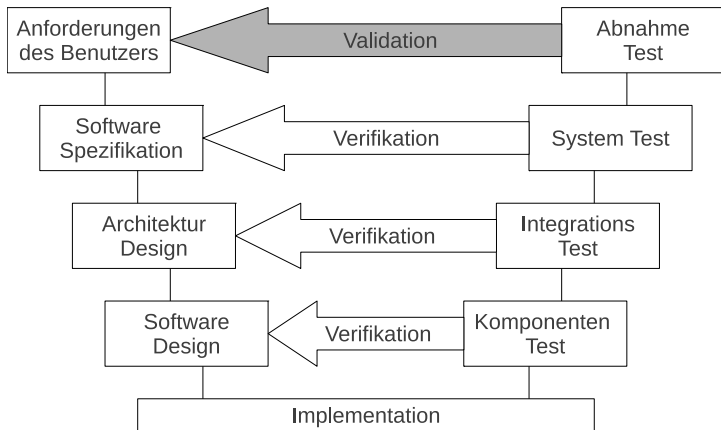 Anforderungen
des Benutzers
Validation
Abnahme
Test
Software
Spezifikation
Verifikation
System Test
Architektur
Design
Verifikation
Integrations
Test
Software
Design
Verifikation
Komponenten
Test
Implementation